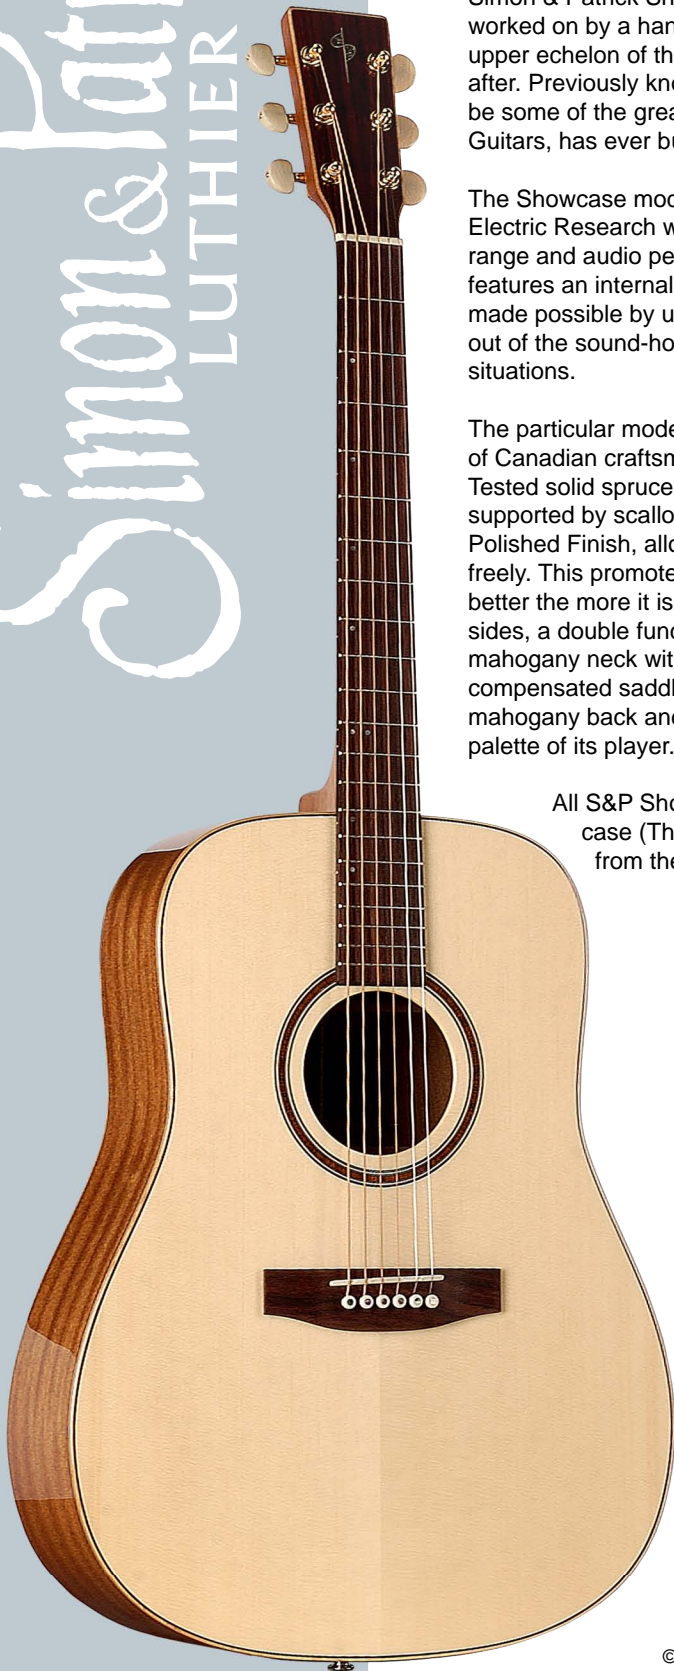 Simon & Patri
LUTHIER
worked on by a han
upper echelon of th
after. Previously kno
be some of the grea
Guitars, has ever bu
The Showcase mod
Electric Research w
range and audio pe
features an internal
made possible by u
out of the sound-ho
situations.
The particular mode
of Canadian craftsm
Tested solid spruce
supported by scallo
Polished Finish, allo
freely. This promote
better the more it is
sides, a double func
mahogany neck wit
compensated saddl
mahogany back and
palette of its player.
All S&P Sho
case (Th
from the
©